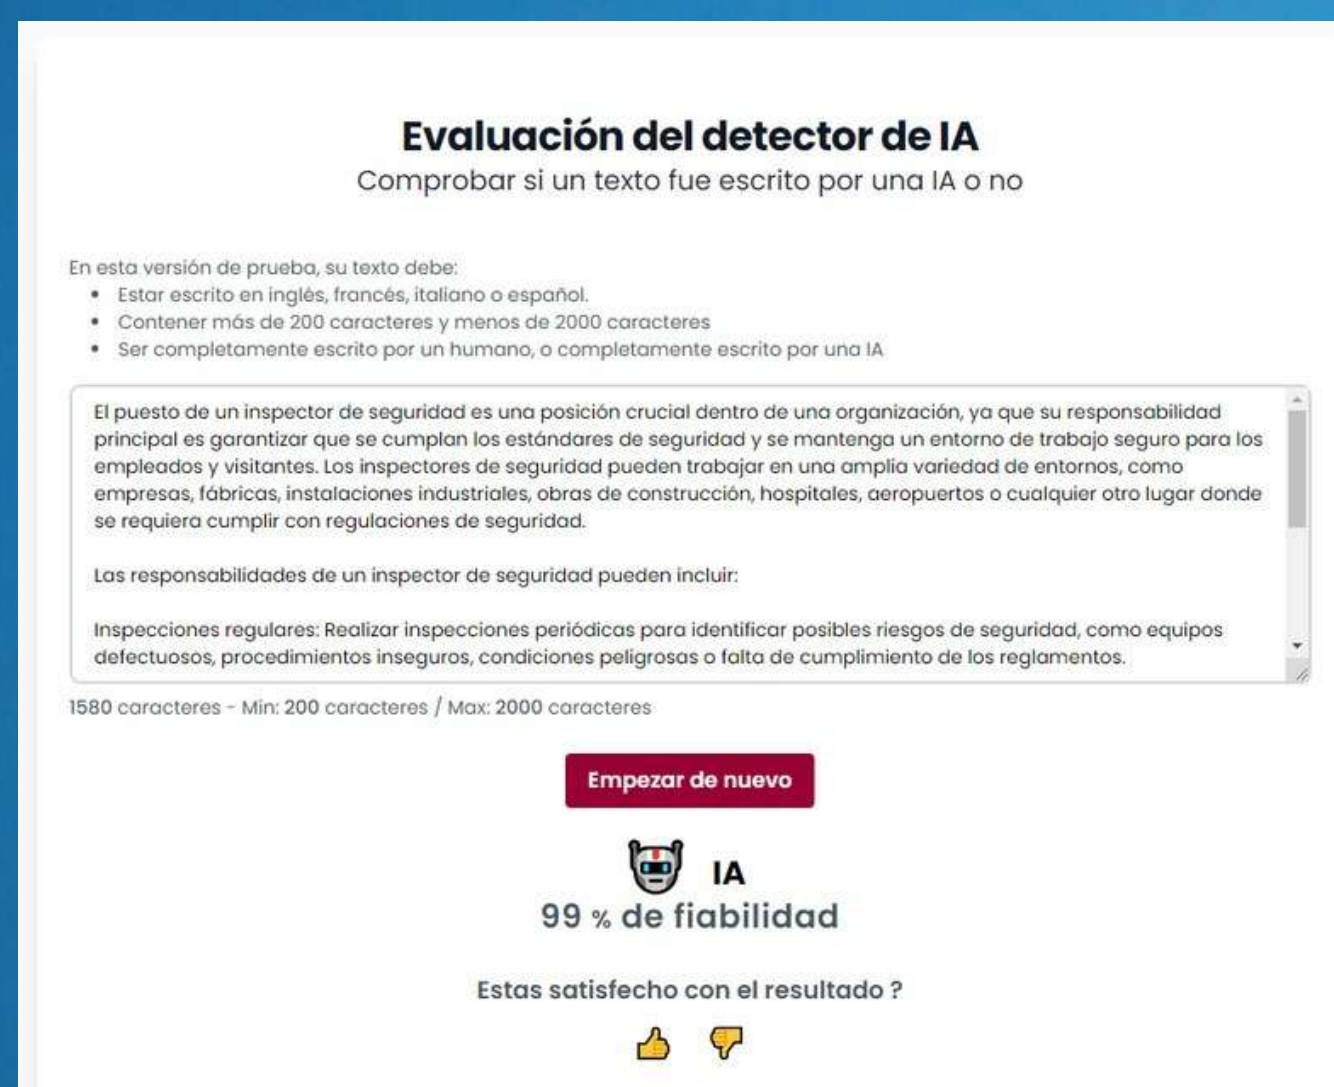 Evaluación del detector de IA
Comprobar si un texto fue escrito por una IA o no
En esta versión de prueba, su texto debe:
• Estar escrito en inglés, francés, italiano o español.
• Contener más de 200 caracteres y menos de 2000 caracteres
• Ser completamente escrito por un humano, o completamente escrito por una IA
El puesto de un inspector de seguridad es una posición crucial dentro de una organización, ya que su responsabilidad
principal es garantizar que se cumplan los estándares de seguridad y se mantenga un entorno de trabajo seguro para los
empleados y visitantes. Los inspectores de seguridad pueden trabajar en una amplia variedad de entornos, como
empresas, fábricas, instalaciones industriales, obras de construcción, hospitales, aeropuertos o cualquier otro lugar donde
se requiera cumplir con regulaciones de seguridad.
Las responsabilidades de un inspector de seguridad pueden incluir:
Inspecciones regulares: Realizar inspecciones periódicas para identificar posibles riesgos de seguridad, como equipos
defectuosos, procedimientos inseguros, condiciones peligrosas o falta de cumplimiento de los reglamentos.
1580 caracteres - Min: 200 caracteres / Max: 2000 caracteres
Empezar de nuevo
IA
99 % de fiabilidad
Estas satisfecho con el resultado ?